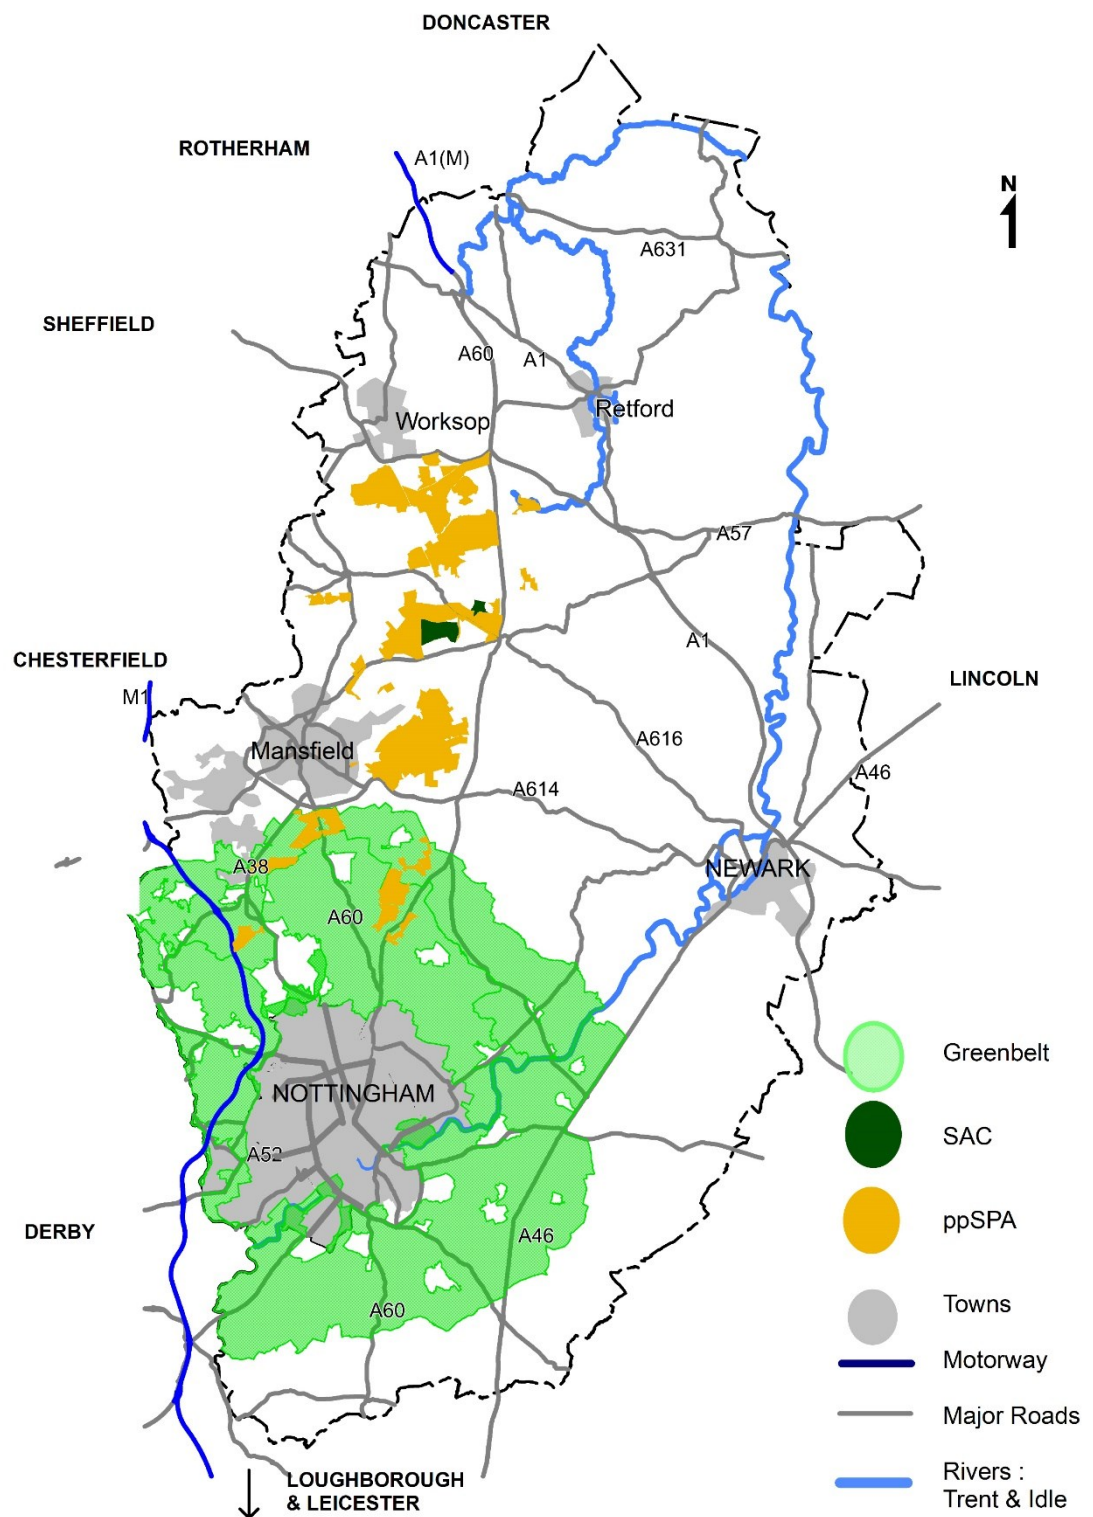 DONCASTER
ROTHERHAM
A1(M)
N
A631
SHEFFIELD
A60
A1
Worksop
Retford
A57
A1
CHESTERFIELD
M1
LINCOLN
Mansfield
A616
A46
A614
A38
NEWARK
A60
Greenbelt
NOTTINGHAM
SAC
A52
ppSPA
DERBY
A46
Towns
A60
Motorway
Major Roads
Rivers :
Trent & Idle
LOUGHBOROUGH
& LEICESTER